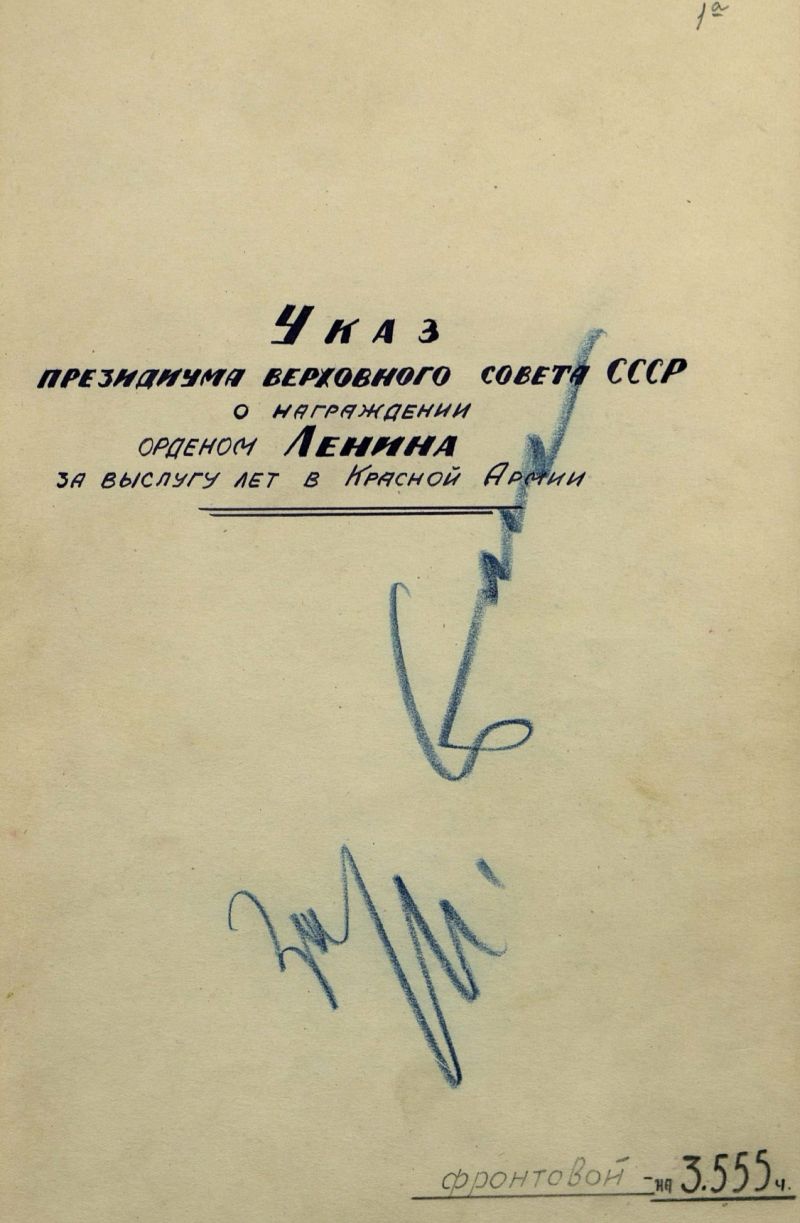 1а
Указ
президиума верховного совета СССР
о награждении
орденом Ленина
за выслугу лет в Красной Армии
фронтовой - на 3.555 ч.